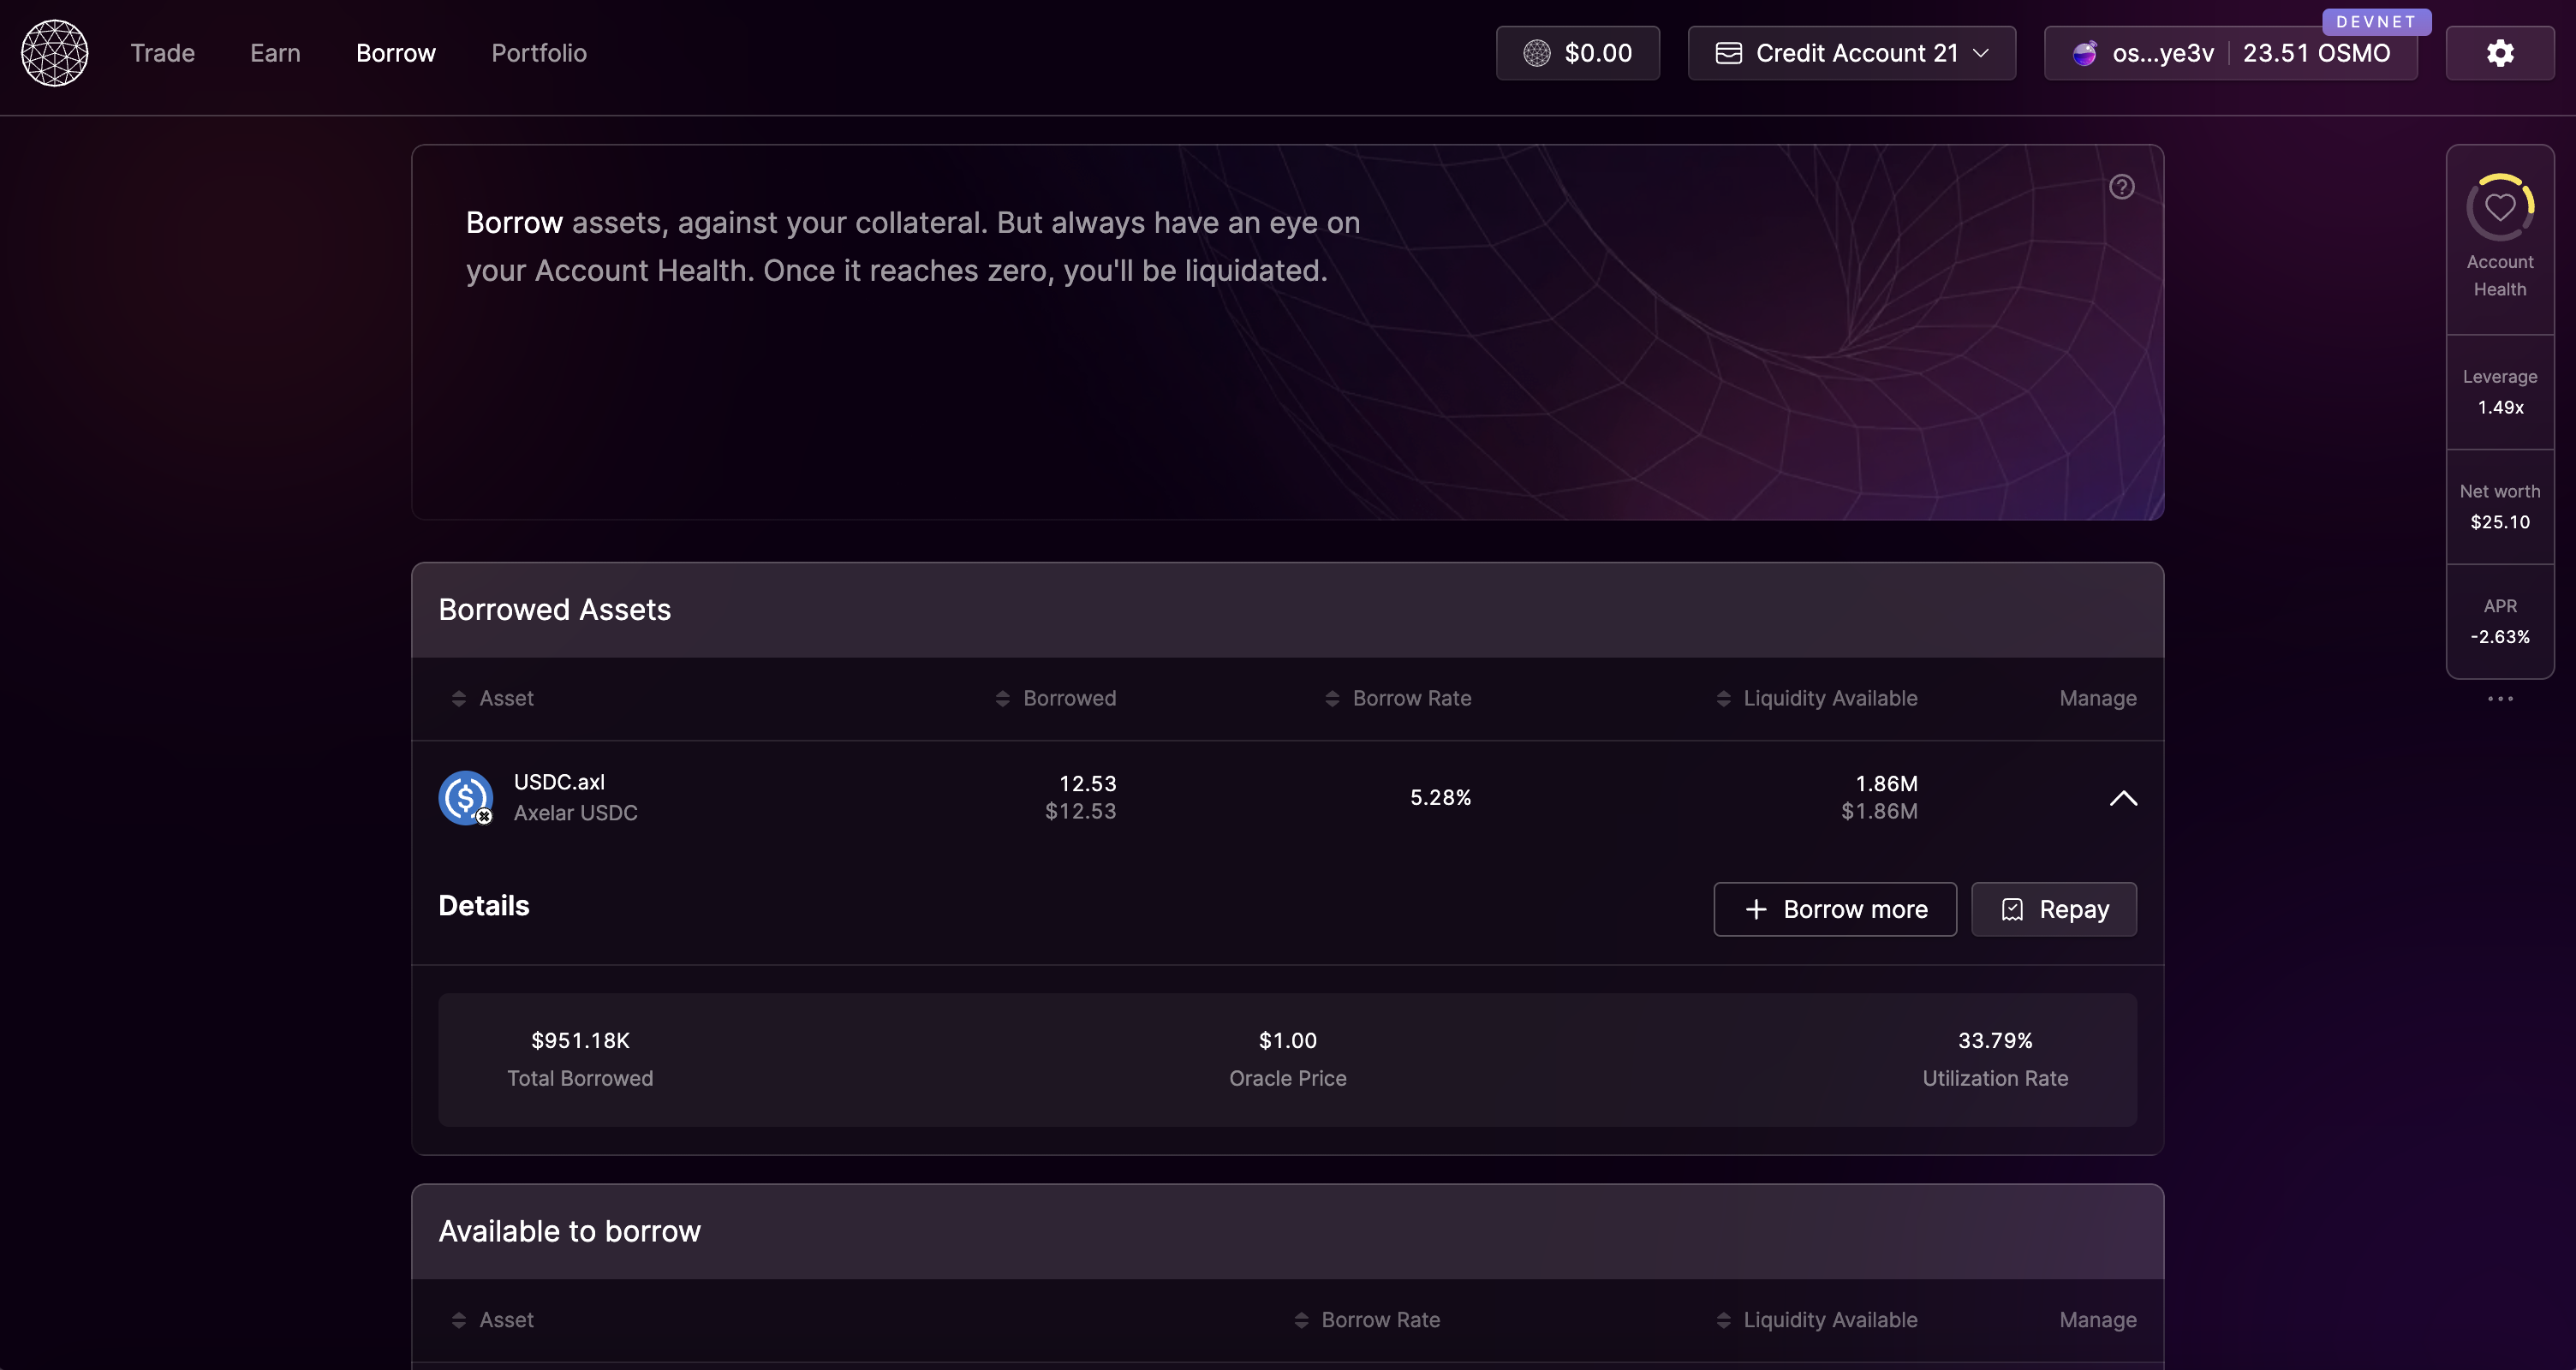 DEVNET
Trade Earn Borrow Portfolio $0.00 Credit Account 21 os...ye3v 23.51 OSMO
Borrow assets, against your collateral. But always have an eye on
your Account Health. Once it reaches zero, you'll be liquidated.
Account
Health
Leverage
1.49x
Net worth
$25.10
APR
-2.63%
Borrowed Assets
Asset Borrowed Borrow Rate Liquidity Available Manage
USDC.axl 12.53 5.28% 1.86M
Axelar USDC $12.53 $1.86M
Details Borrow more Repay
$951.18K $1.00 33.79%
Total Borrowed Oracle Price Utilization Rate
Available to borrow
Asset Borrow Rate Liquidity Available Manage